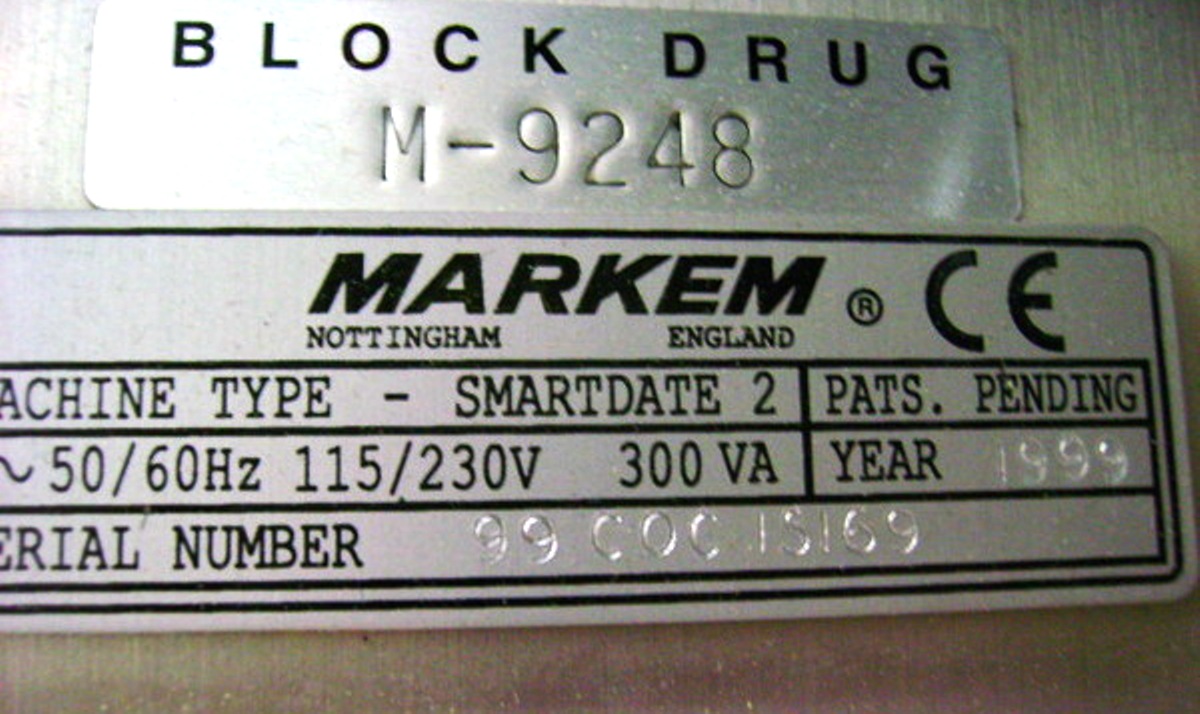 BLOCK DRUG
M-9248
MARKEM ® CE
NOTTINGHAM ENGLAND
ACHINE TYPE - SMARTDATE 2 PATS. PENDING
~50/60Hz 115/230V 300 VA YEAR 1999
ERIAL NUMBER 99 COC 15169